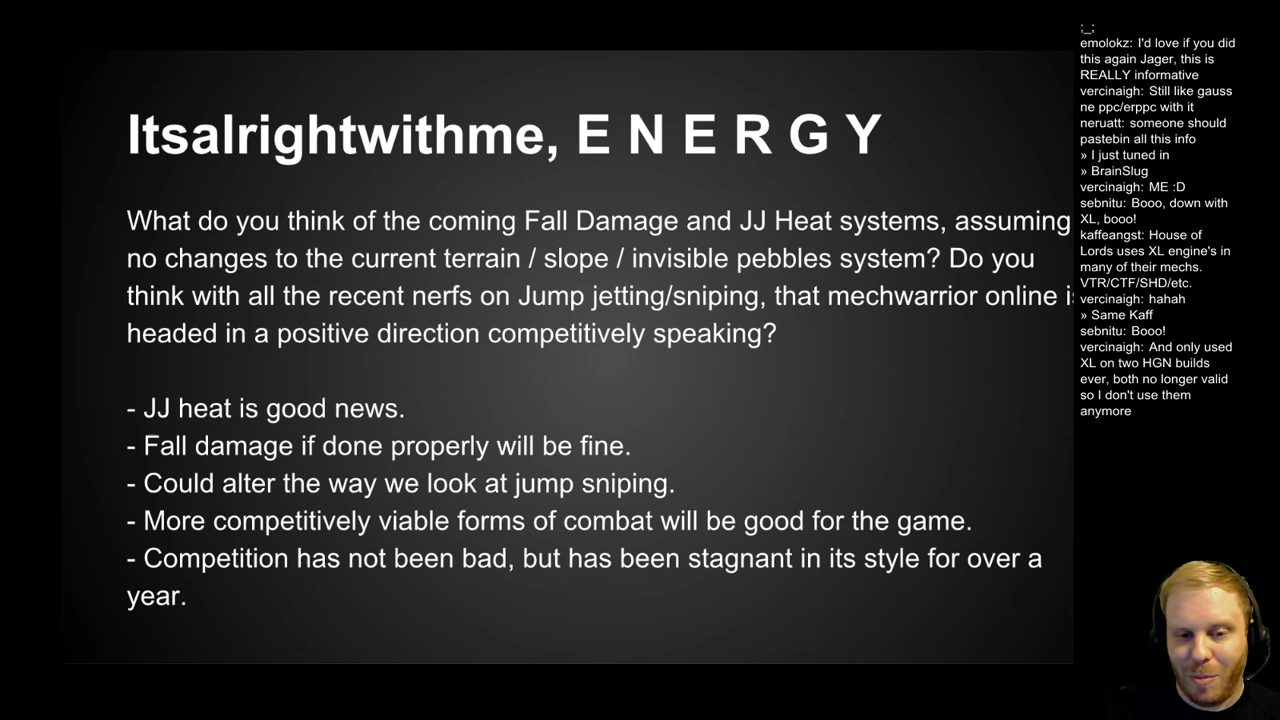 Itsalrightwithme, E N E R G Y
What do you think of the coming Fall Damage and JJ Heat systems, assuming
no changes to the current terrain / slope / invisible pebbles system? Do you
think with all the recent nerfs on Jump jetting/sniping, that mechwarrior online is
headed in a positive direction competitively speaking?
- JJ heat is good news.
- Fall damage if done properly will be fine.
- Could alter the way we look at jump sniping.
- More competitively viable forms of combat will be good for the game.
- Competition has not been bad, but has been stagnant in its style for over a
year.
;_;
emolokz: I'd love if you did
this again Jager, this is
REALLY informative
vercinaigh: Still like gauss
ne ppc/erppc with it
neruatt: someone should
pastebin all this info
» I just tuned in
» BrainSlug
vercinaigh: ME :D
sebnitu: Booo, down with
XL, booo!
kaffeangst: House of
Lords uses XL engine's in
many of their mechs.
VTR/CTF/SHD/etc.
vercinaigh: hahah
» Same Kaff
sebnitu: Booo!
vercinaigh: And only used
XL on two HGN builds
ever, both no longer valid
so I don't use them
anymore